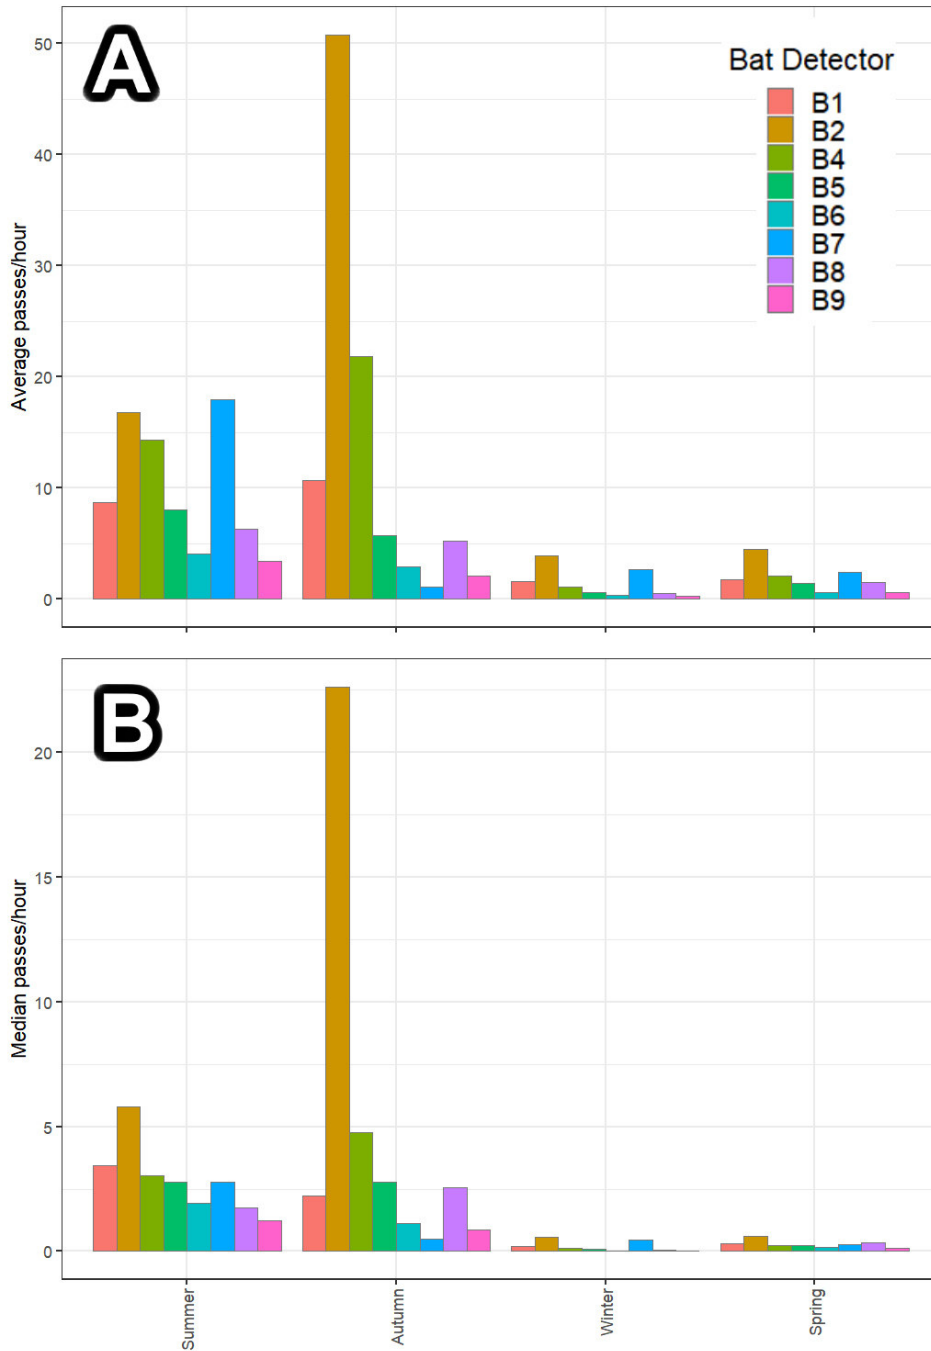 A
Bat Detector
B1
B2
B4
B5
B6
B7
B8
B9
Average passes/hour
50
40
30
20
10
0
B
Median passes/hour
20
15
10
5
0
Summer
Autumn
Winter
Spring